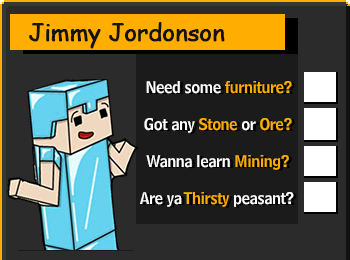 Jimmy Jordonson
Need some furniture?
Got any Stone or Ore?
Wanna learn Mining?
Are ya Thirsty peasant?